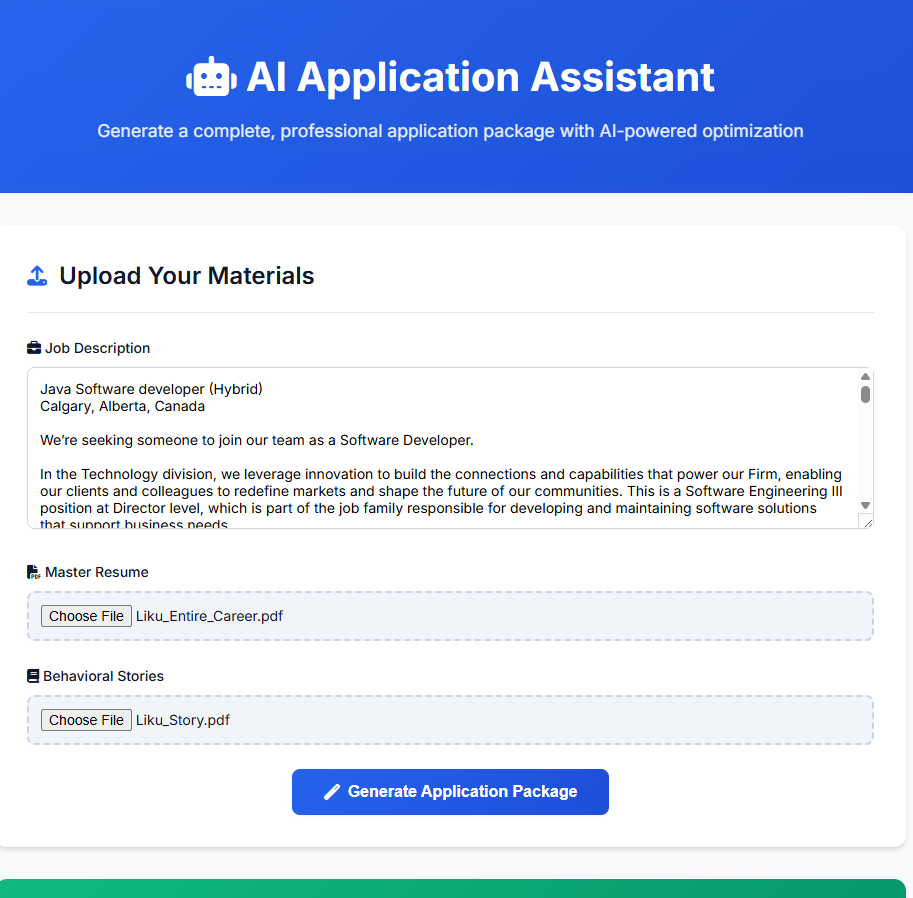 AI Application Assistant
Generate a complete, professional application package with AI-powered optimization
Upload Your Materials
Job Description
Java Software developer (Hybrid)
Calgary, Alberta, Canada
We’re seeking someone to join our team as a Software Developer.
In the Technology division, we leverage innovation to build the connections and capabilities that power our Firm, enabling
our clients and colleagues to redefine markets and shape the future of our communities. This is a Software Engineering III
position at Director level, which is part of the job family responsible for developing and maintaining software solutions
that support business needs.
PDF Master Resume
Choose File Liku_Entire_Career.pdf
Behavioral Stories
Choose File Liku_Story.pdf
Generate Application Package